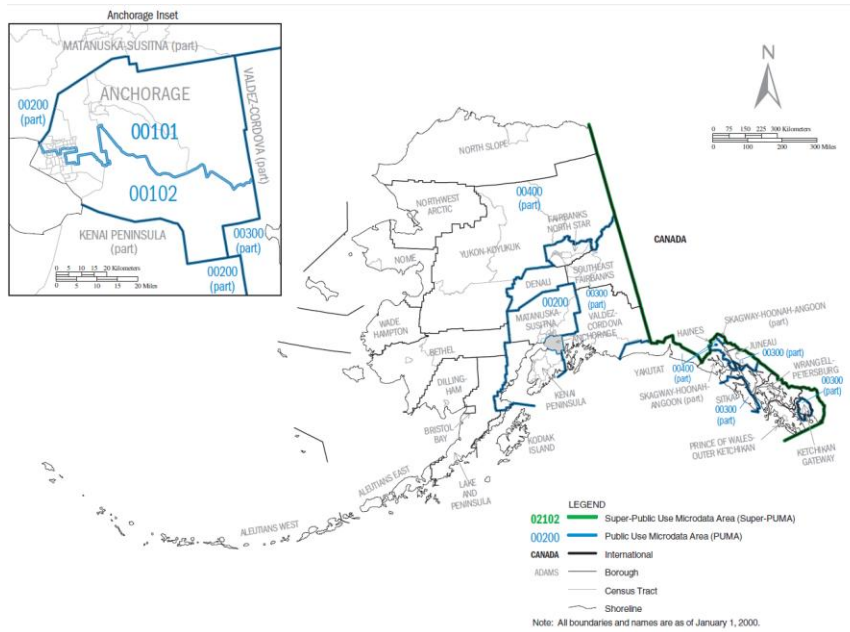 Anchorage Inset
MATANUSKA-SUSITNA (part)
00200
(part)
ANCHORAGE
00101
00102
VALDEZ-CORDOVA (part)
KENAI PENINSULA
(part)
00300
(part)
00200
(part)
0 5 10 15 20 Kilometers
0 5 10 15 20 Miles
N
0 75 150 225 300 Kilometers
0 100 200 300 Miles
NORTH SLOPE
NORTHWEST
ARCTIC
00400
(part)
FAIRBANKS
NORTH STAR
CANADA
NOME
YUKON-KOYUKUK
SOUTHEAST
FAIRBANKS
DENALI
00200
00300
(part)
MATANUSKA-
SUSITNA
VALDEZ-
CORDOVA
ANCHORAGE
WADE
HAMPTON
BETHEL
DILLING-
HAM
KENAI
PENINSULA
BRISTOL
BAY
KODIAK
ISLAND
LAKE
AND
PENINSULA
ALEUTIANS EAST
ALEUTIANS WEST
HAINES
SKAGWAY-HOONAH-ANGOON
(part)
JUNEAU
00300 (part)
YAKUTAT
00400
(part)
WRANGELL-
PETERSBURG
SKAGWAY-HOONAH-
ANGOON (part)
SITKA
00300
(part)
00300
(part)
PRINCE OF WALES-
OUTER KETCHIKAN
KETCHIKAN
GATEWAY
LEGEND
02102 Super-Public Use Microdata Area (Super-PUMA)
00200 Public Use Microdata Area (PUMA)
CANADA International
ADAMS Borough
Census Tract
Shoreline
Note: All boundaries and names are as of January 1, 2000.